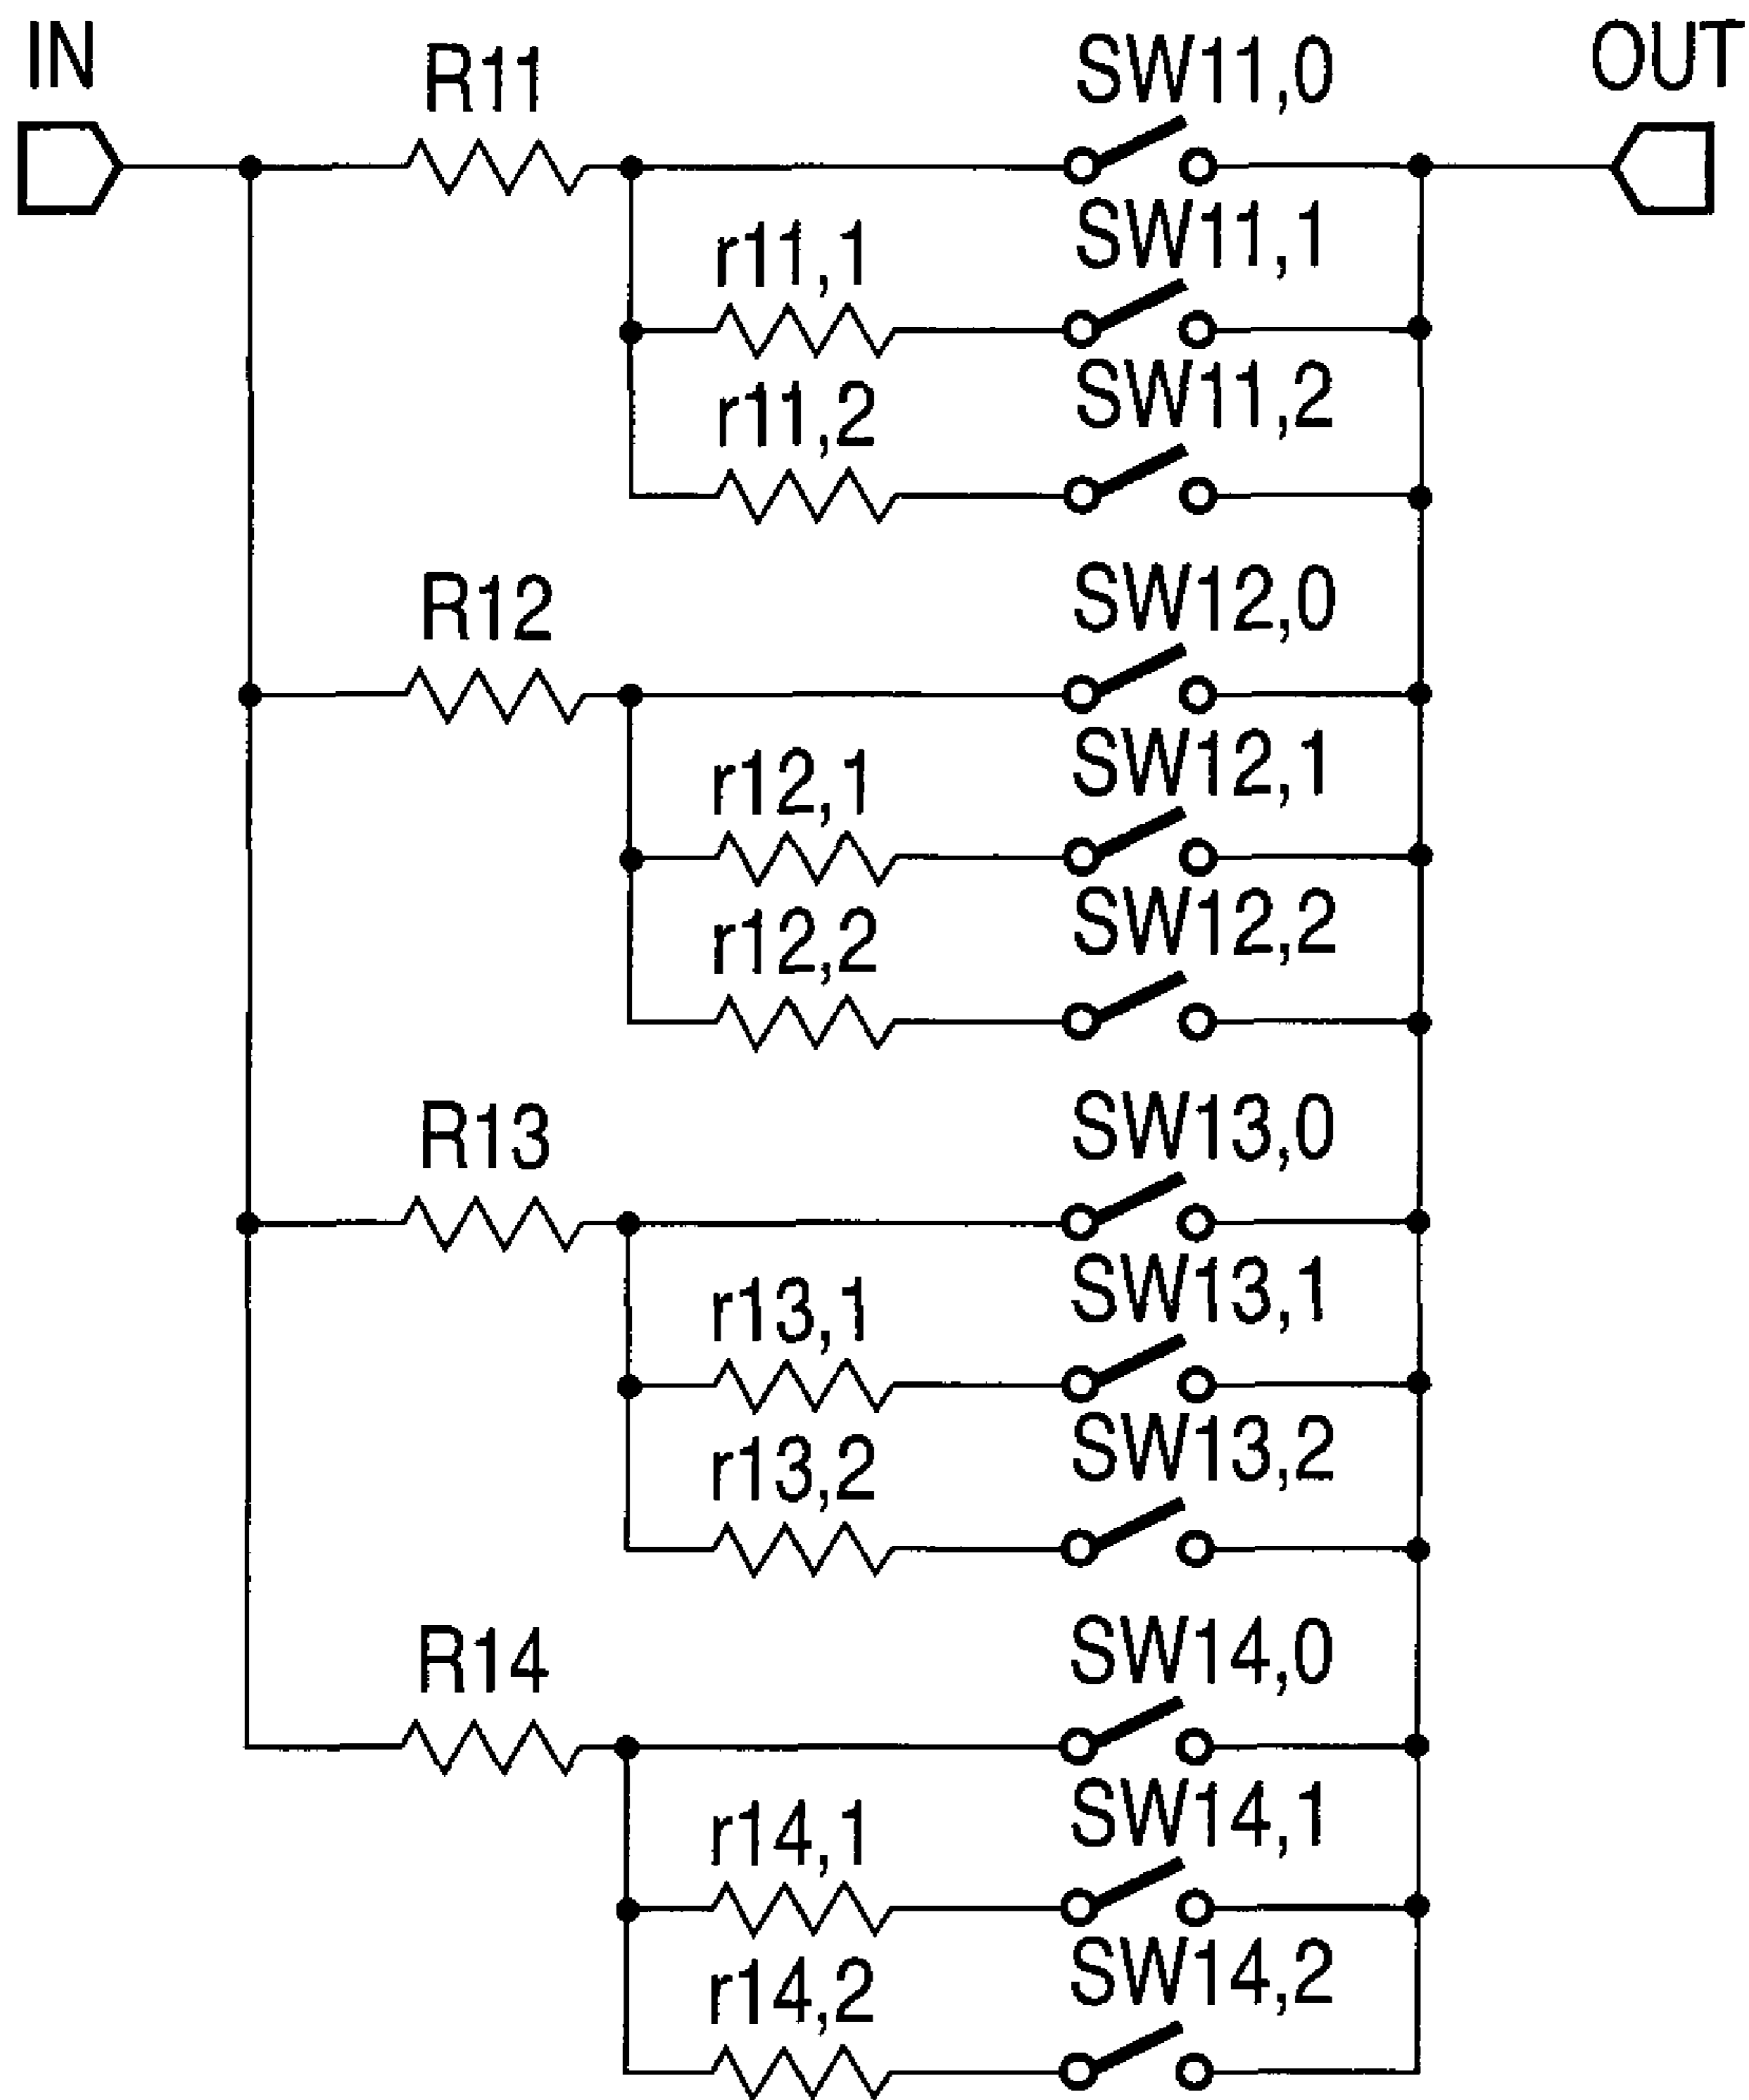 IN
R11
SW11,0
OUT
r11,1
SW11,1
r11,2
SW11,2
R12
SW12,0
r12,1
SW12,1
r12,2
SW12,2
R13
SW13,0
r13,1
SW13,1
r13,2
SW13,2
R14
SW14,0
r14,1
SW14,1
r14,2
SW14,2